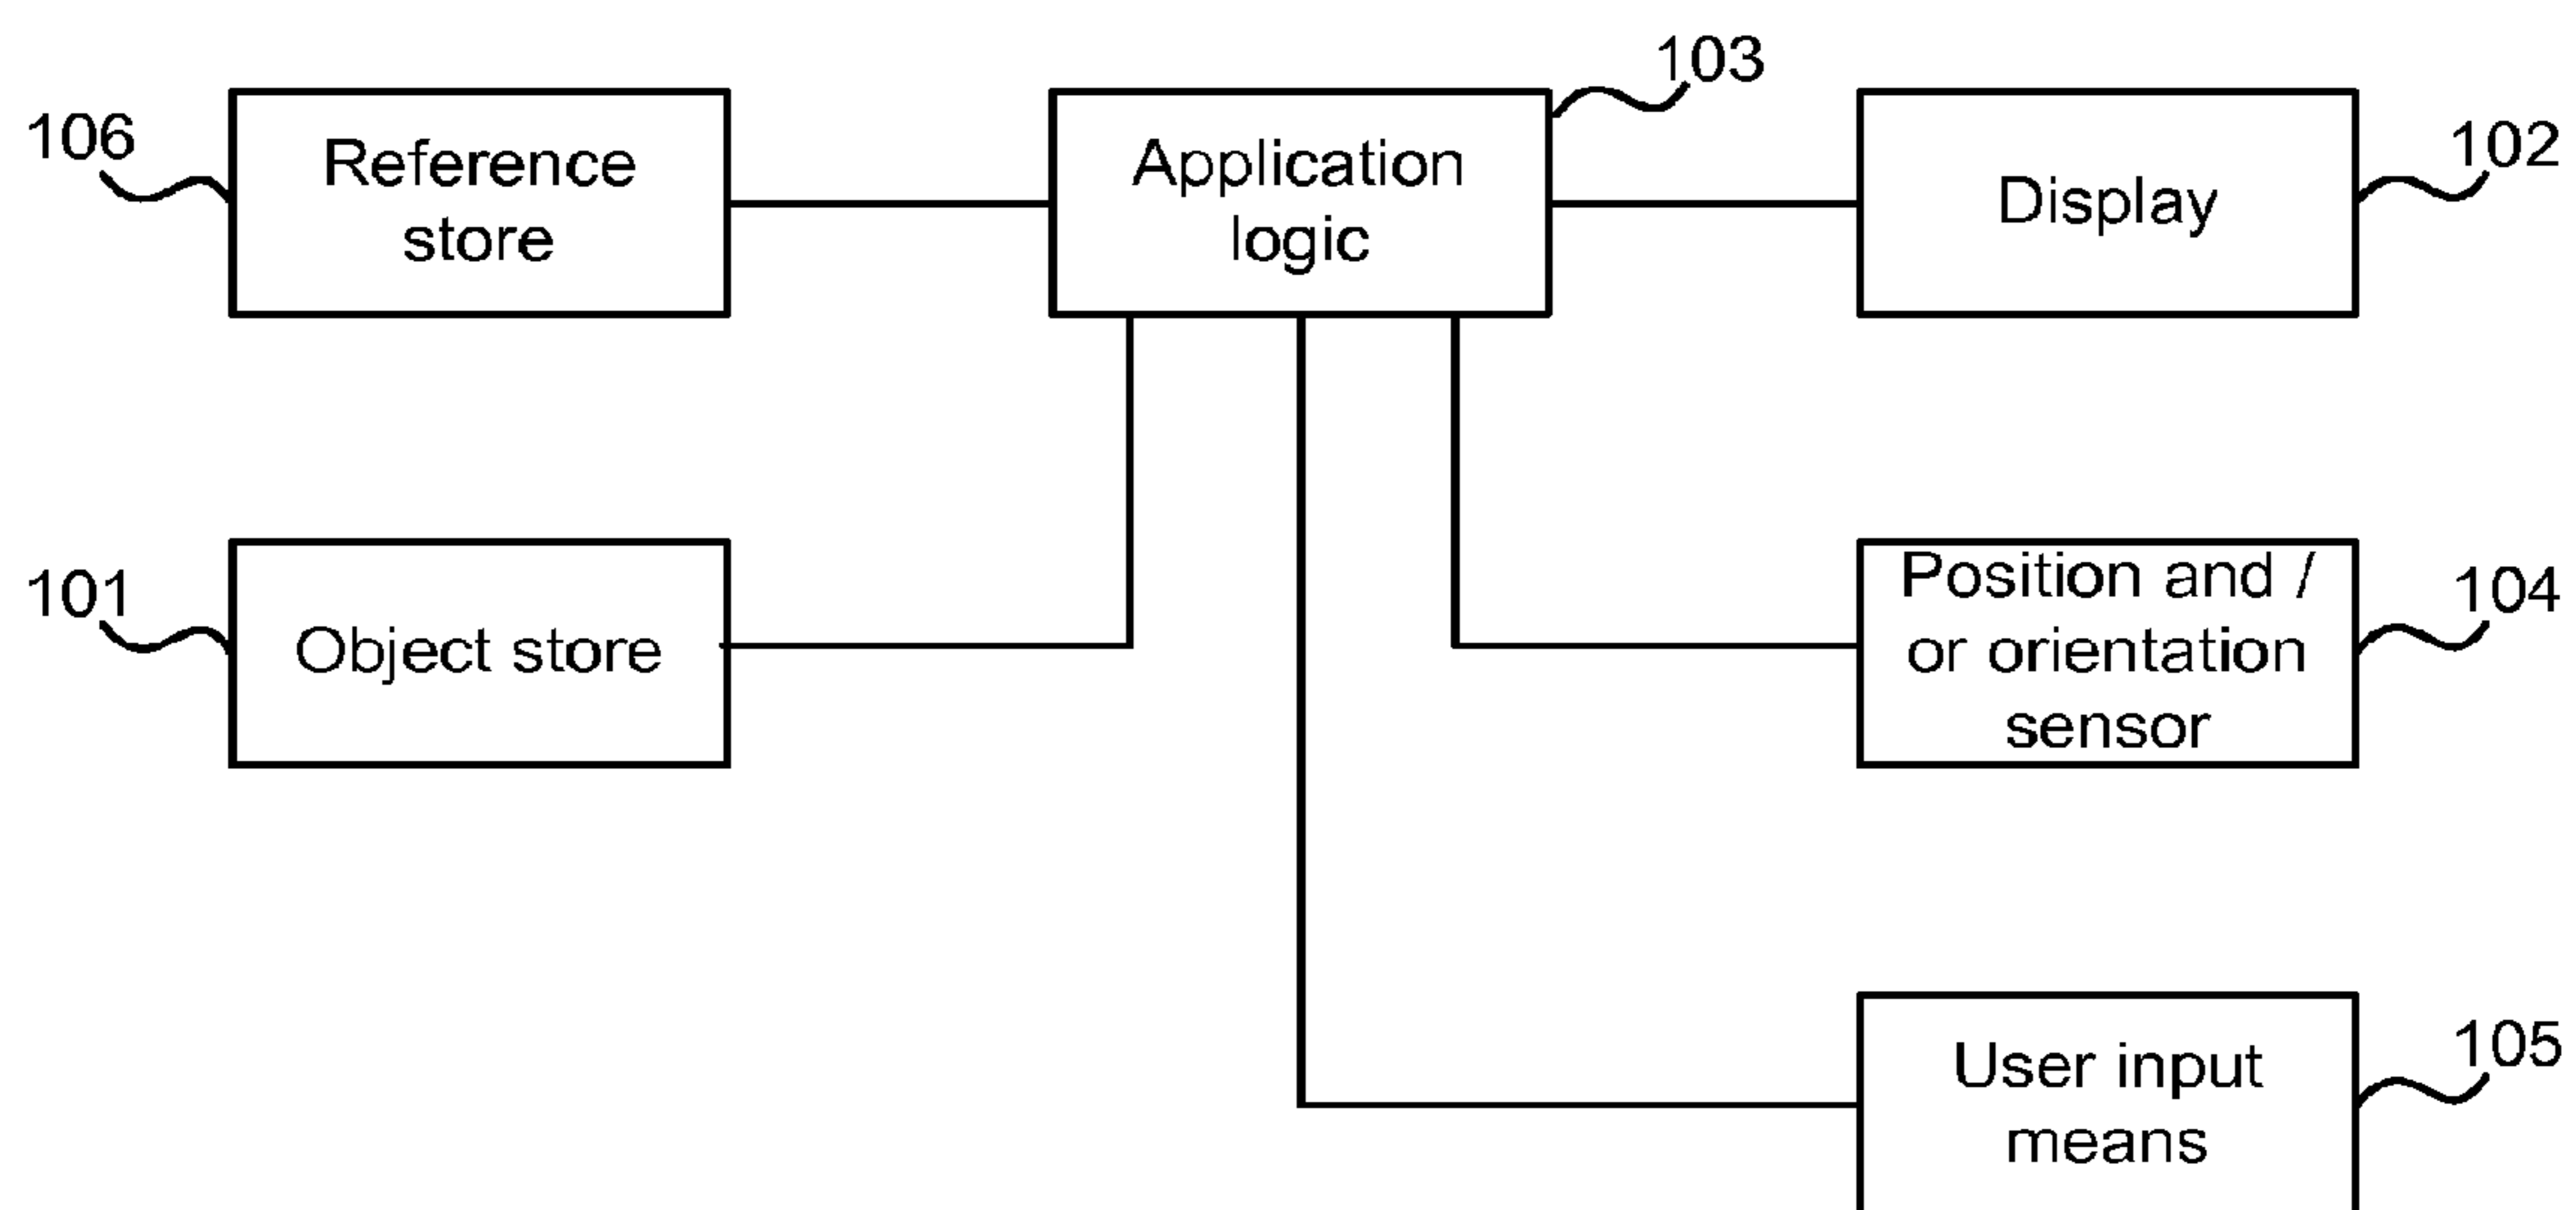 103
106
Reference
store
Application
logic
Display
102
101
Object store
Position and /
or orientation
sensor
104
User input
means
105